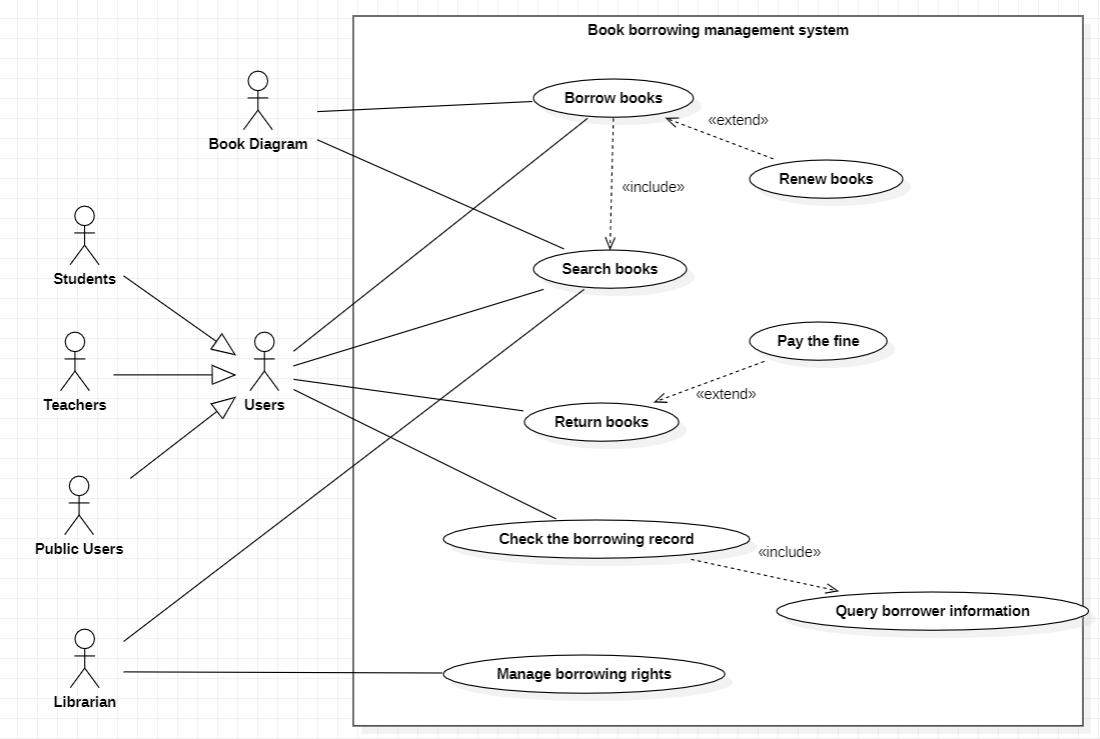 Book borrowing management system
Borrow books
«extend»
Book Diagram
Renew books
«include»
Students
Search books
Pay the fine
Users
Teachers
«extend»
Return books
Check the borrowing record
«include»
Public Users
Query borrower information
Manage borrowing rights
Librarian